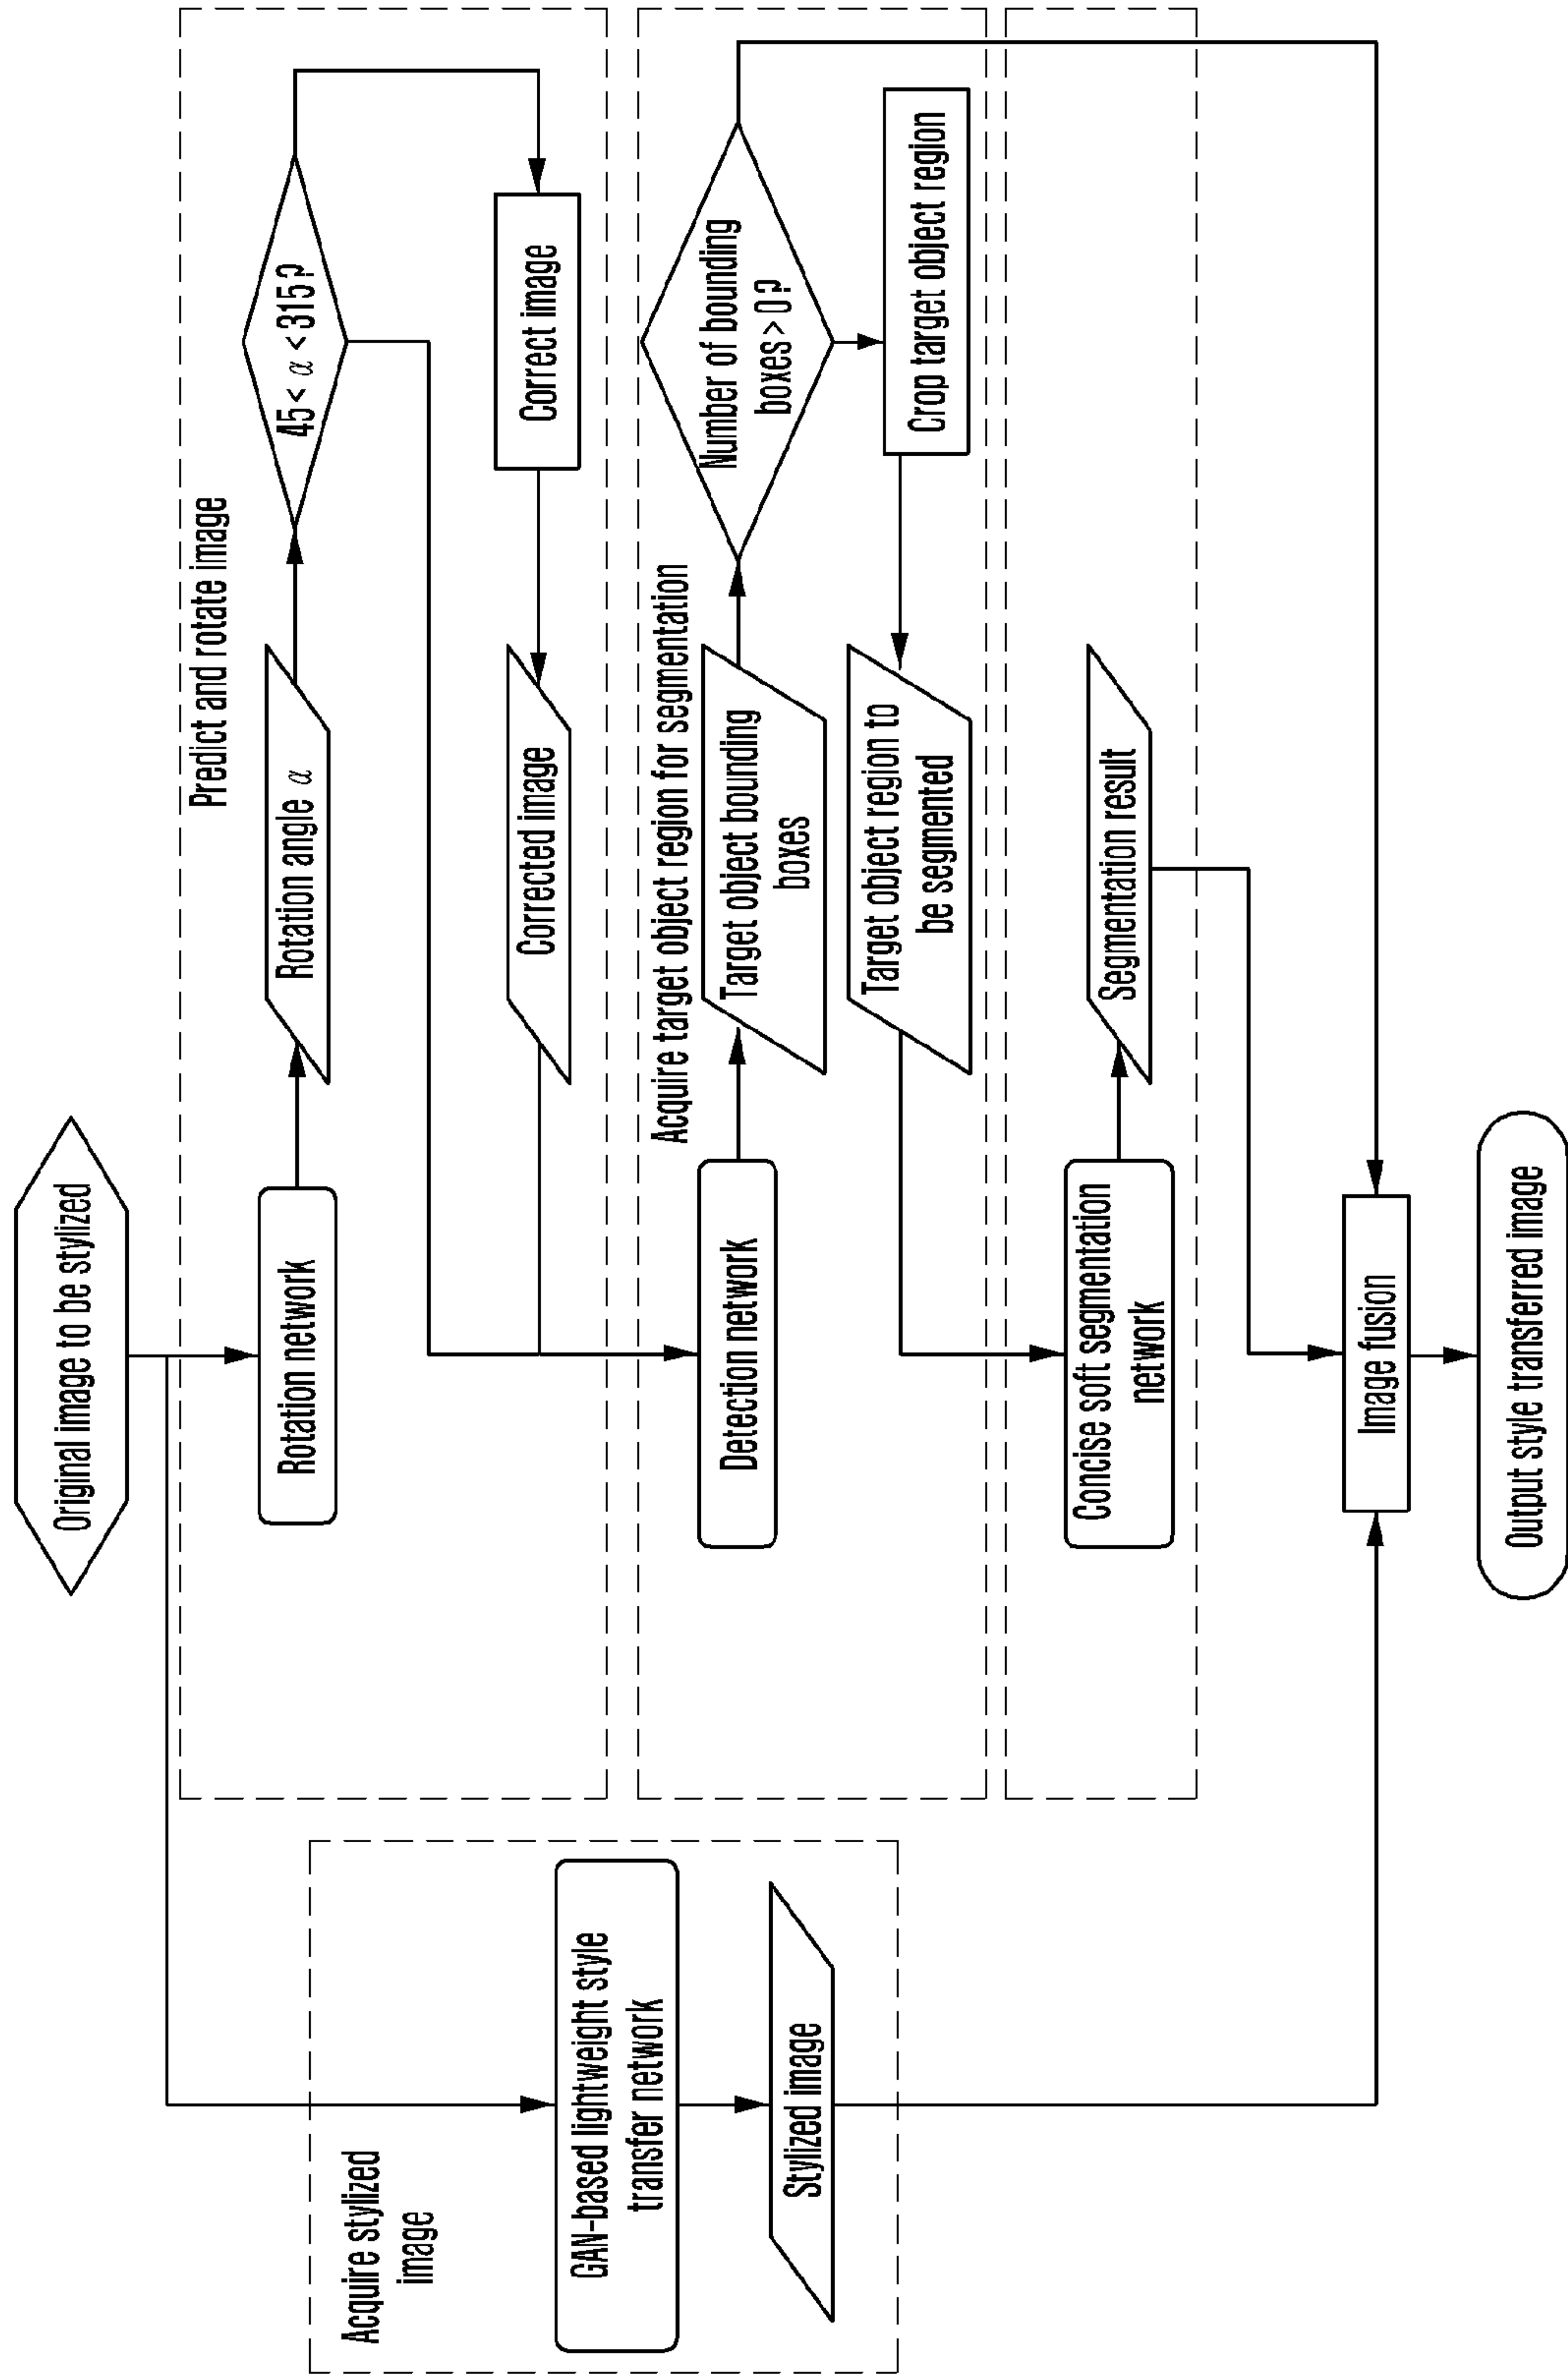 Original image to be stylized
Predict and rotate image
Rotation network
Rotation angle α
45< α <315?
Correct image
Corrected image
Acquire target object region for segmentation
Detection network
Target object bounding
boxes
Number of bounding
boxes>0?
Crop target object region
Target object region to
be segmented
Concise soft segmentation
network
Segmentation result
Acquire stylized
image
GAN-based lightweight style
transfer network
Stylized image
Image fusion
Output style transferred image